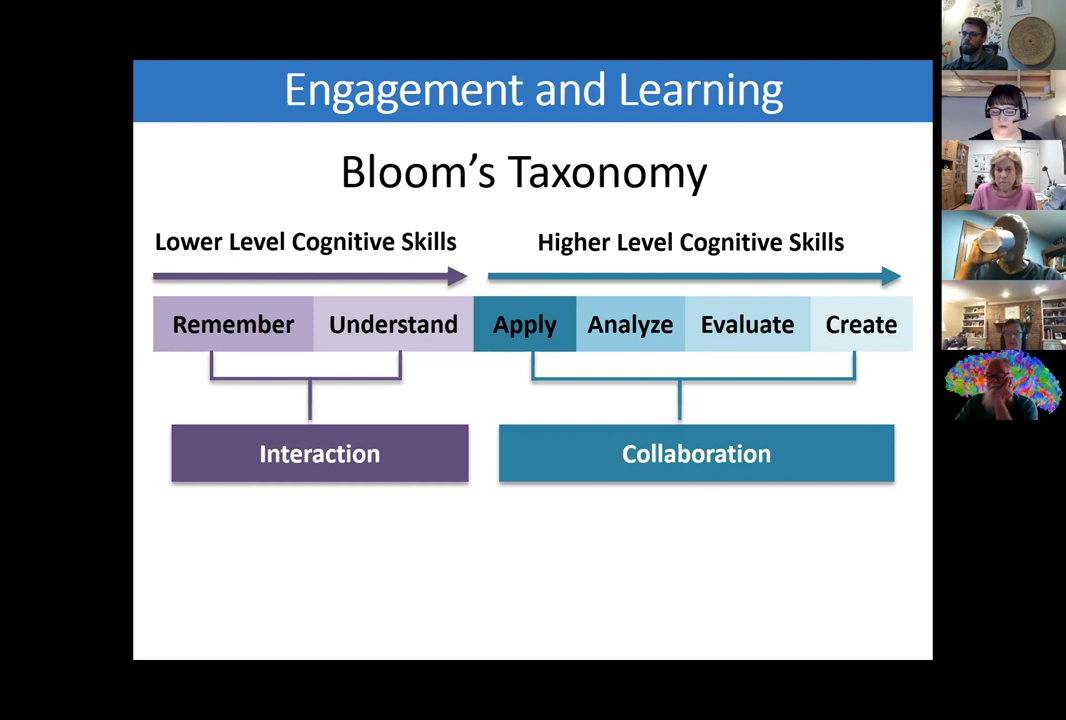 Engagement and Learning
Bloom’s Taxonomy
Lower Level Cognitive Skills
Higher Level Cognitive Skills
Remember
Understand
Apply
Analyze
Evaluate
Create
Interaction
Collaboration